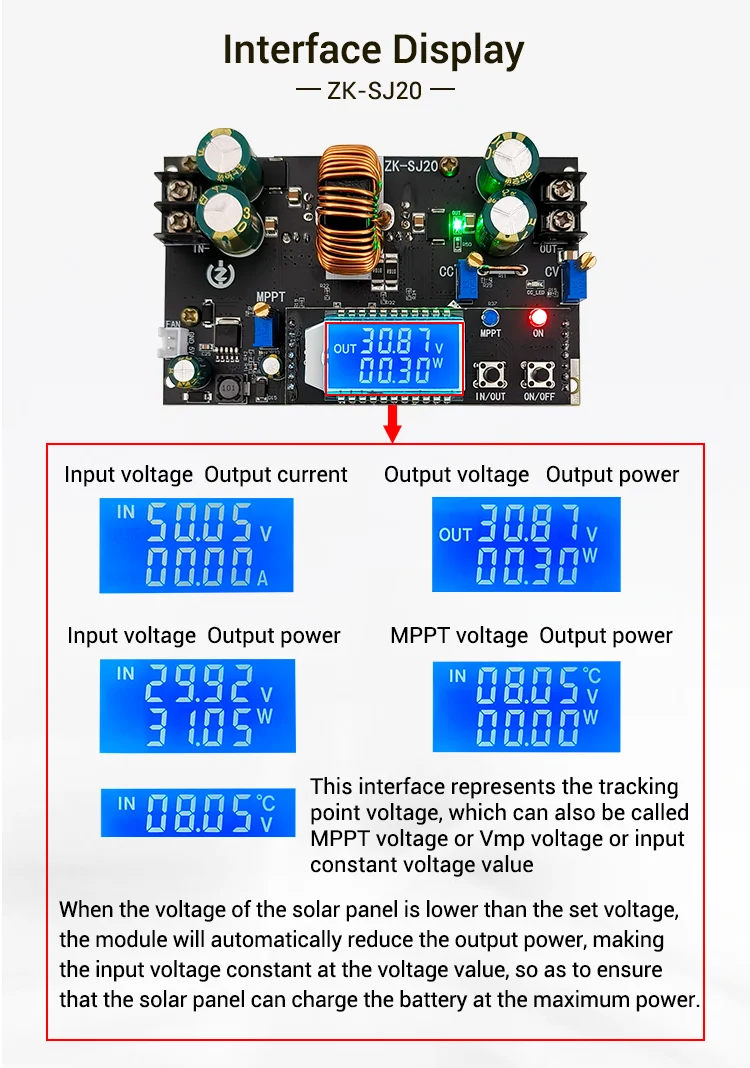 Interface Display
ZK-SJ20
ZK-SJ20
OUT
IN-
OUT-
CC
CV
CC_LED
MPPT
FAN
GND 5V
R37
MPPT
ON
OUT 30.87 V
00.30 W
IN/OUT
ON/OFF
101
Input voltage Output current
Output voltage Output power
IN 50.05 V
00.00 A
OUT 30.87 V
00.30 W
Input voltage Output power
MPPT voltage Output power
IN 29.92 V
31.05 W
IN 08.05 °C V
00.00 W
IN 08.05 °C V
This interface represents the tracking
point voltage, which can also be called
MPPT voltage or Vmp voltage or input
constant voltage value
When the voltage of the solar panel is lower than the set voltage,
the module will automatically reduce the output power, making
the input voltage constant at the voltage value, so as to ensure
that the solar panel can charge the battery at the maximum power.